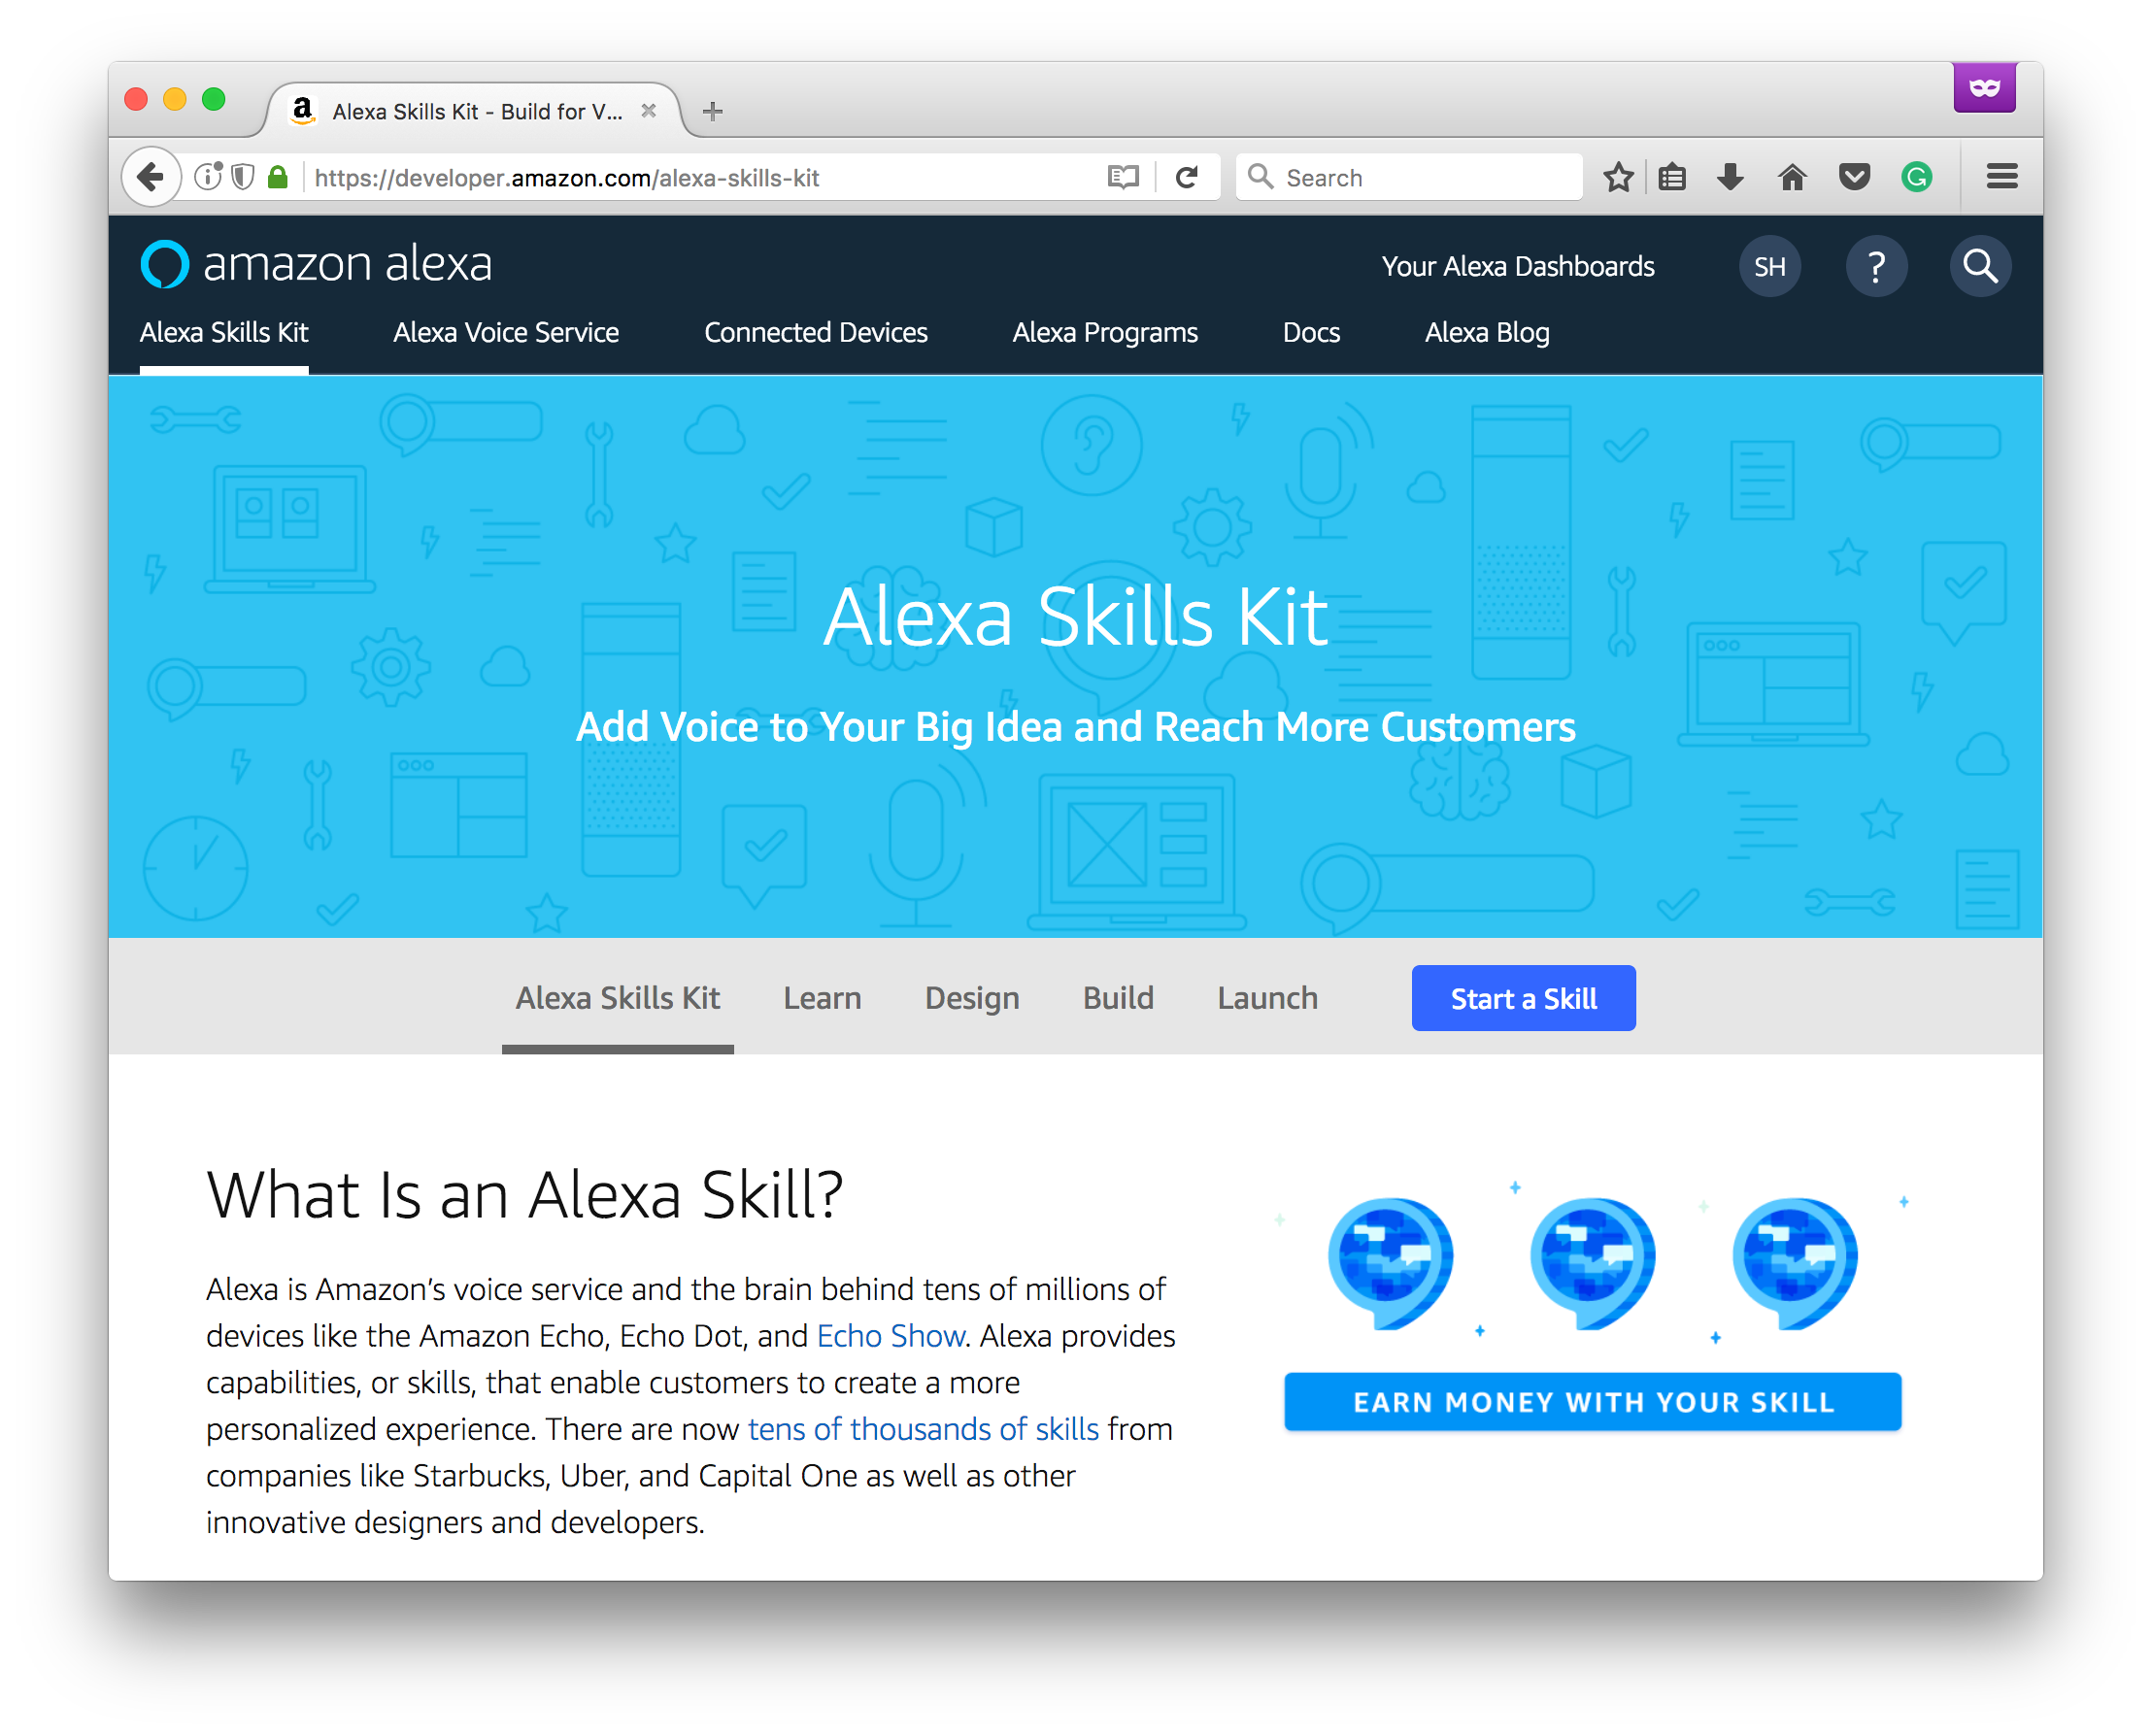 Alexa Skills Kit - Build for V...
https://developer.amazon.com/alexa-skills-kit
Search
amazon alexa
Your Alexa Dashboards
SH
?
Alexa Skills Kit
Alexa Voice Service
Connected Devices
Alexa Programs
Docs
Alexa Blog
Alexa Skills Kit
Add Voice to Your Big Idea and Reach More Customers
Alexa Skills Kit
Learn
Design
Build
Launch
Start a Skill
What Is an Alexa Skill?
Alexa is Amazon’s voice service and the brain behind tens of millions of
devices like the Amazon Echo, Echo Dot, and Echo Show. Alexa provides
capabilities, or skills, that enable customers to create a more
personalized experience. There are now tens of thousands of skills from
companies like Starbucks, Uber, and Capital One as well as other
innovative designers and developers.
EARN MONEY WITH YOUR SKILL